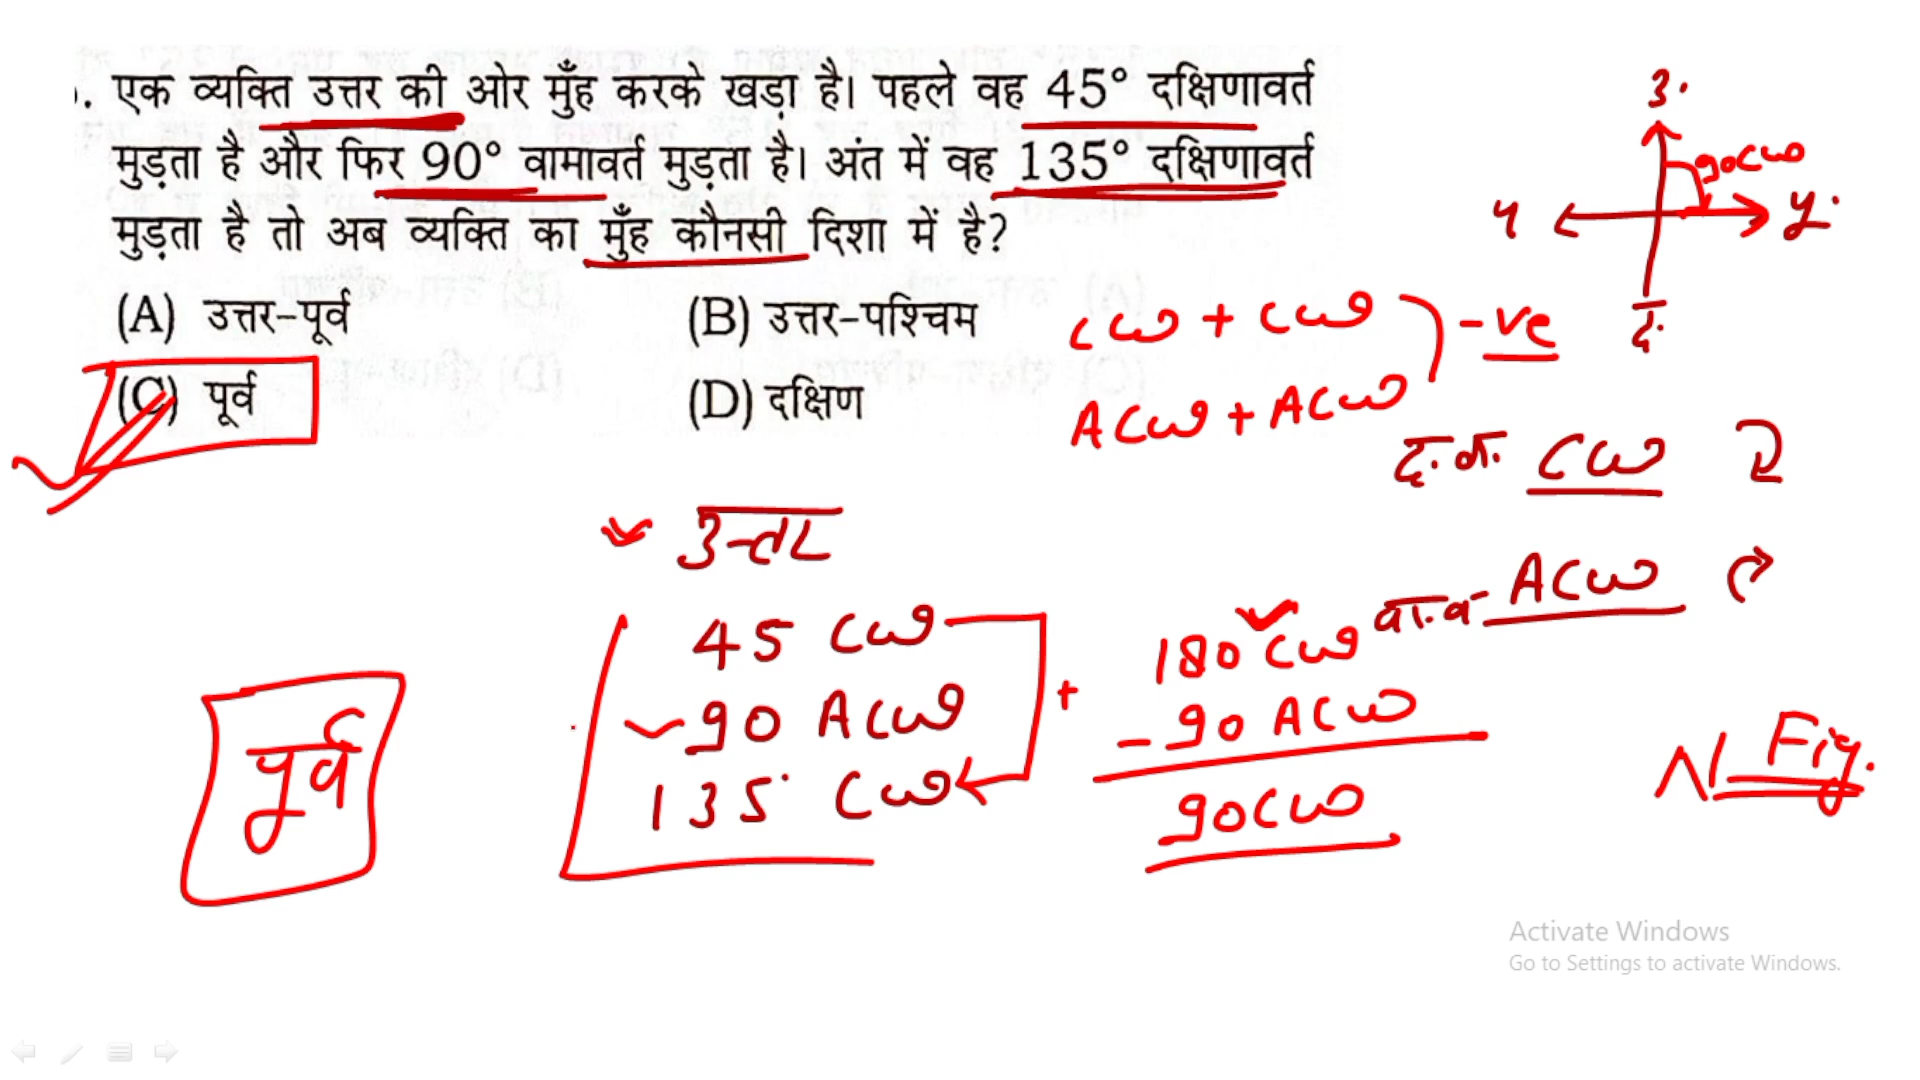 . एक व्यक्ति उत्तर की ओर मुँह करके खड़ा है। पहले वह 45° दक्षिणावर्त
मुड़ता है और फिर 90° वामावर्त मुड़ता है। अंत में वह 135° दक्षिणावर्त
मुड़ता है तो अब व्यक्ति का मुँह कौनसी दिशा में है?
(A) उत्तर-पूर्व (B) उत्तर-पश्चिम
(C) पूर्व (D) दक्षिण
उ.
90CW
द.
CW + CW
-ve
ACW + ACW
द.व. CW
उत्तर
वा.व ACW
45 CW
90 ACW
135 CW
+
180 CW
- 90 ACW
90CW
पूर्व
Fig.
Activate Windows
Go to Settings to activate Windows.